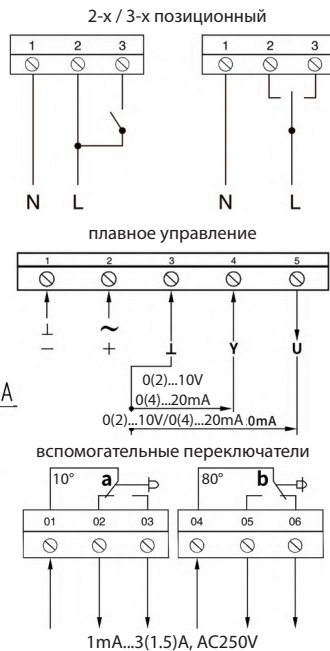 2-х / 3-х позиционный
1 2 3 1 2 3
N L N L
плавное управление
1 2 3 4 5
⊥ ~ ⊥ Y U
− +
0(2)...10V
A
0(4)...20mA
0(2)...10V/0(4)...20mA :0mA
вспомогательные переключатели
10° a 80° b
01 02 03 04 05 06
1mA...3(1.5)A, AC250V